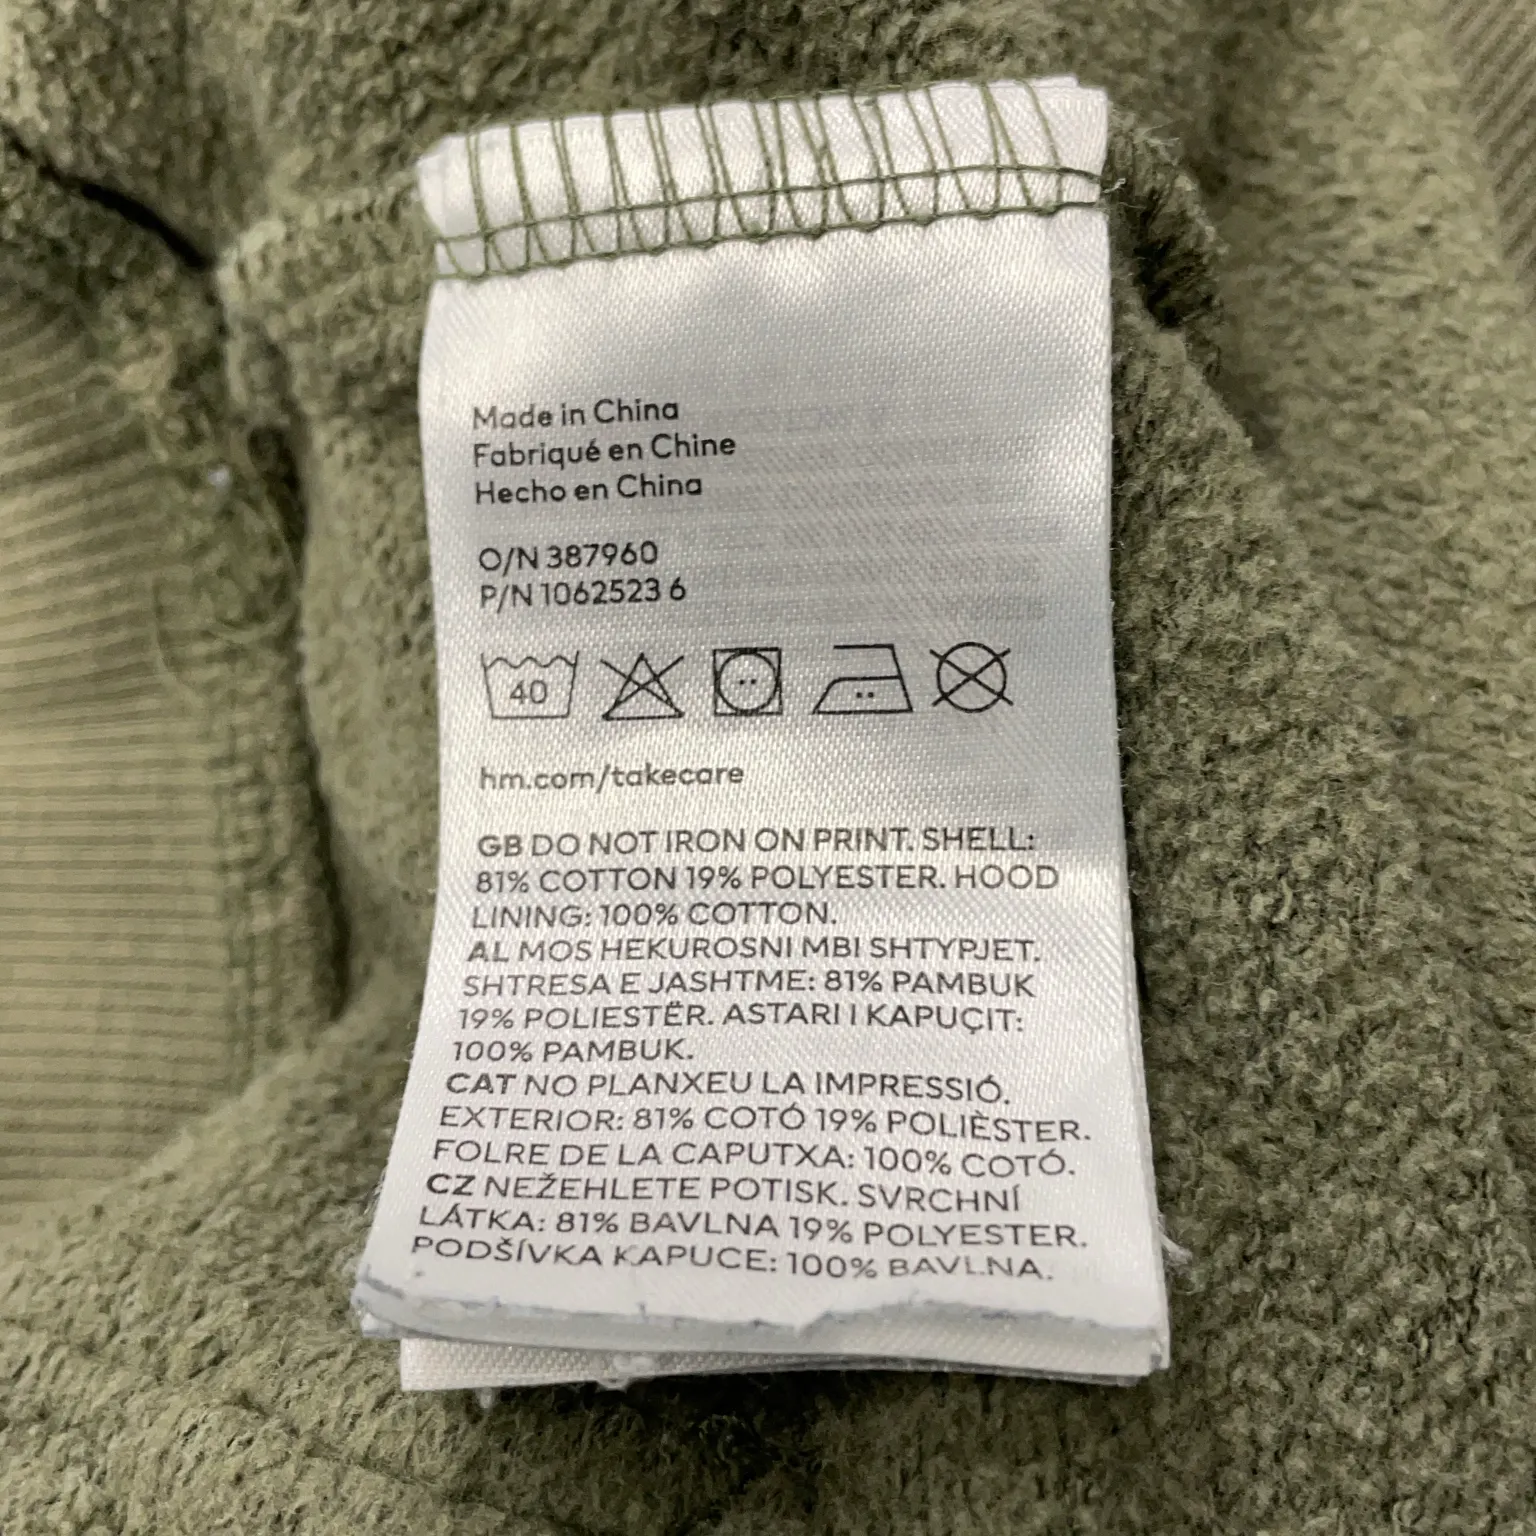 Made in China
Fabriqué en Chine
Hecho en China
O/N 387960
P/N 1062523 6
40
hm.com/takecare
GB DO NOT IRON ON PRINT. SHELL:
81% COTTON 19% POLYESTER. HOOD
LINING: 100% COTTON.
AL MOS HEKUROSNI MBI SHTYPJET.
SHTRESA E JASHTME: 81% PAMBUK
19% POLIESTËR. ASTARI I KAPUÇIT:
100% PAMBUK.
CAT NO PLANXEU LA IMPRESSIÓ.
EXTERIOR: 81% COTÓ 19% POLIÈSTER.
FOLRE DE LA CAPUTXA: 100% COTÓ.
CZ NEŽEHLETE POTISK. SVRCHNÍ
LÁTKA: 81% BAVLNA 19% POLYESTER.
PODŠÍVKA KAPUCE: 100% BAVLNA.